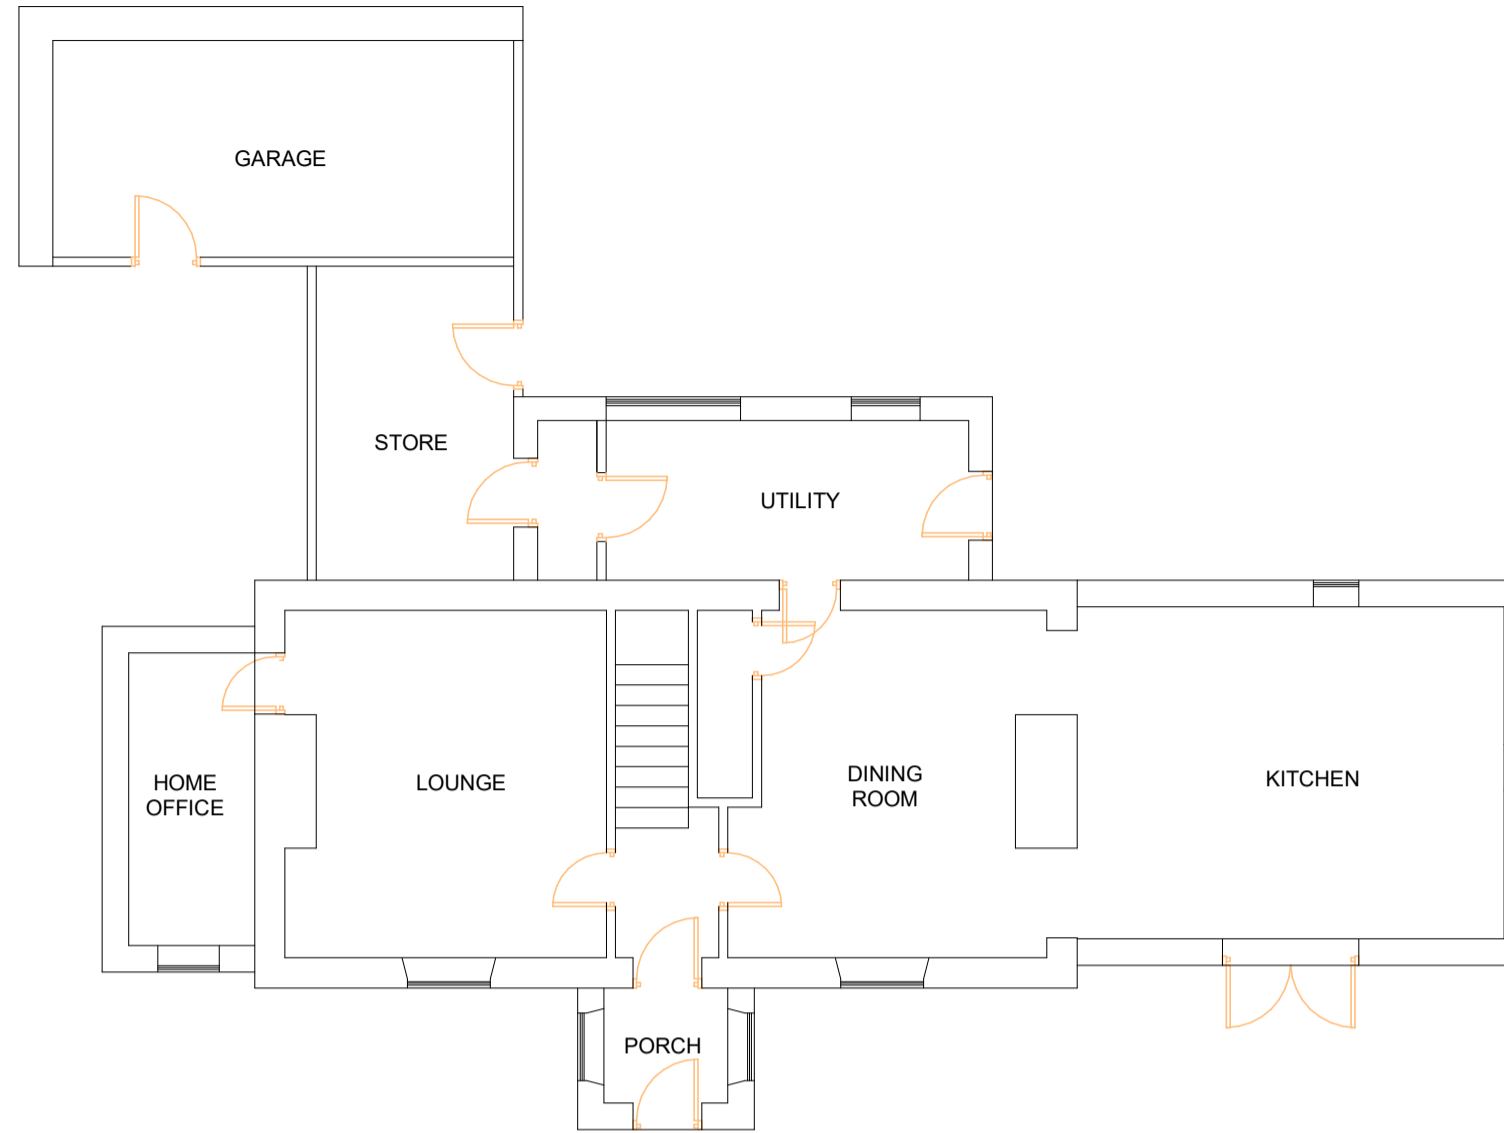 GARAGE
STORE
UTILITY
HOME
OFFICE
LOUNGE
DINING
ROOM
KITCHEN
PORCH